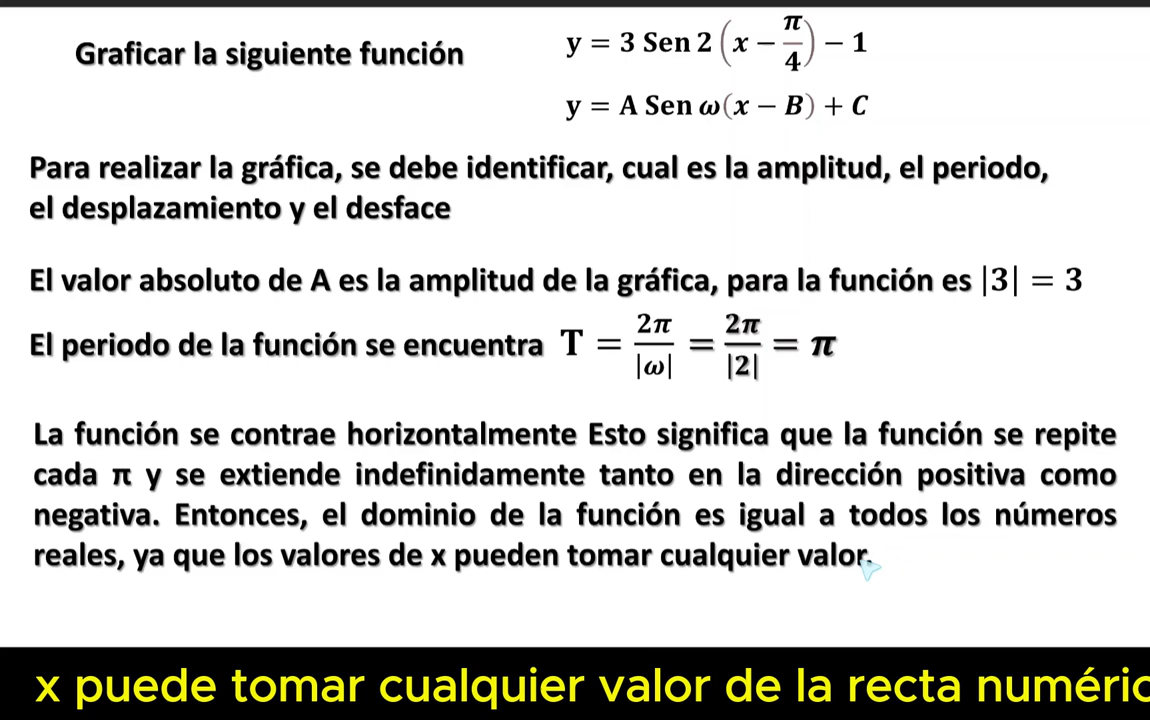 Graficar la siguiente función y = 3 Sen 2 (x − π/4) − 1
y = A Sen ω(x − B) + C
Para realizar la gráfica, se debe identificar, cual es la amplitud, el periodo,
el desplazamiento y el desface
El valor absoluto de A es la amplitud de la gráfica, para la función es |3| = 3
El periodo de la función se encuentra T = 2π/|ω| = 2π/|2| = π
La función se contrae horizontalmente Esto significa que la función se repite
cada π y se extiende indefinidamente tanto en la dirección positiva como
negativa. Entonces, el dominio de la función es igual a todos los números
reales, ya que los valores de x pueden tomar cualquier valor.
x puede tomar cualquier valor de la recta numéric